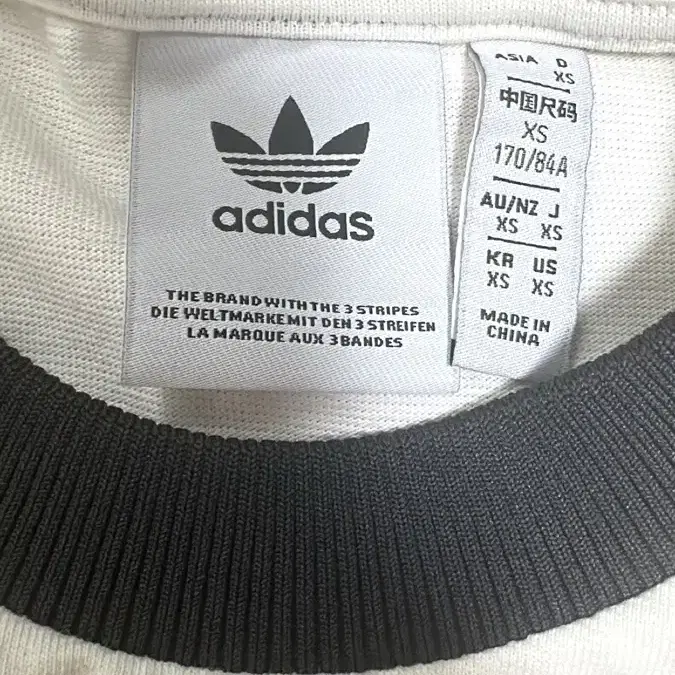 adidas
THE BRAND WITH THE 3 STRIPES
DIE WELTMARKE MIT DEN 3 STREIFEN
LA MARQUE AUX 3 BANDES
ASIA D
XS
中国尺码
XS
170/84A
AU/NZ J
XS XS
KR US
XS XS
MADE IN
CHINA